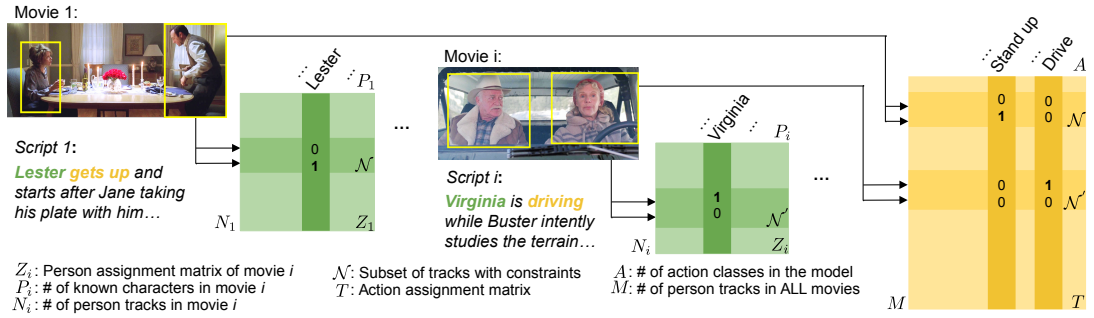 Movie 1:
... Lester ... P₁
0
1
𝒩
N₁ Z₁
Script 1:
Lester gets up and
starts after Jane taking
his plate with him...
...
Movie i:
... Virginia ... Pᵢ
1
0
𝒩'
Nᵢ Zᵢ
Script i:
Virginia is driving
while Buster intently
studies the terrain...
...
... Stand up ... Drive A
0 0
1 0
𝒩
0 1
0 0
𝒩'
M T
Zᵢ: Person assignment matrix of movie i
Pᵢ: # of known characters in movie i
Nᵢ: # of person tracks in movie i
𝒩: Subset of tracks with constraints
T: Action assignment matrix
A: # of action classes in the model
M: # of person tracks in ALL movies